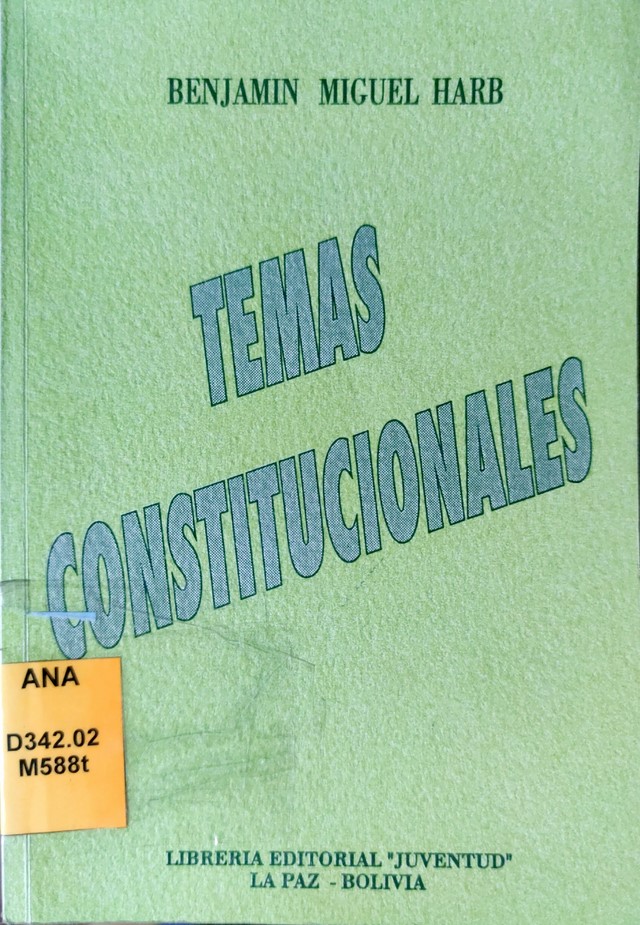 BENJAMIN MIGUEL HARB
TEMAS
CONSTITUCIONALES
ANA
D342.02
M588t
LIBRERIA EDITORIAL "JUVENTUD"
LA PAZ - BOLIVIA